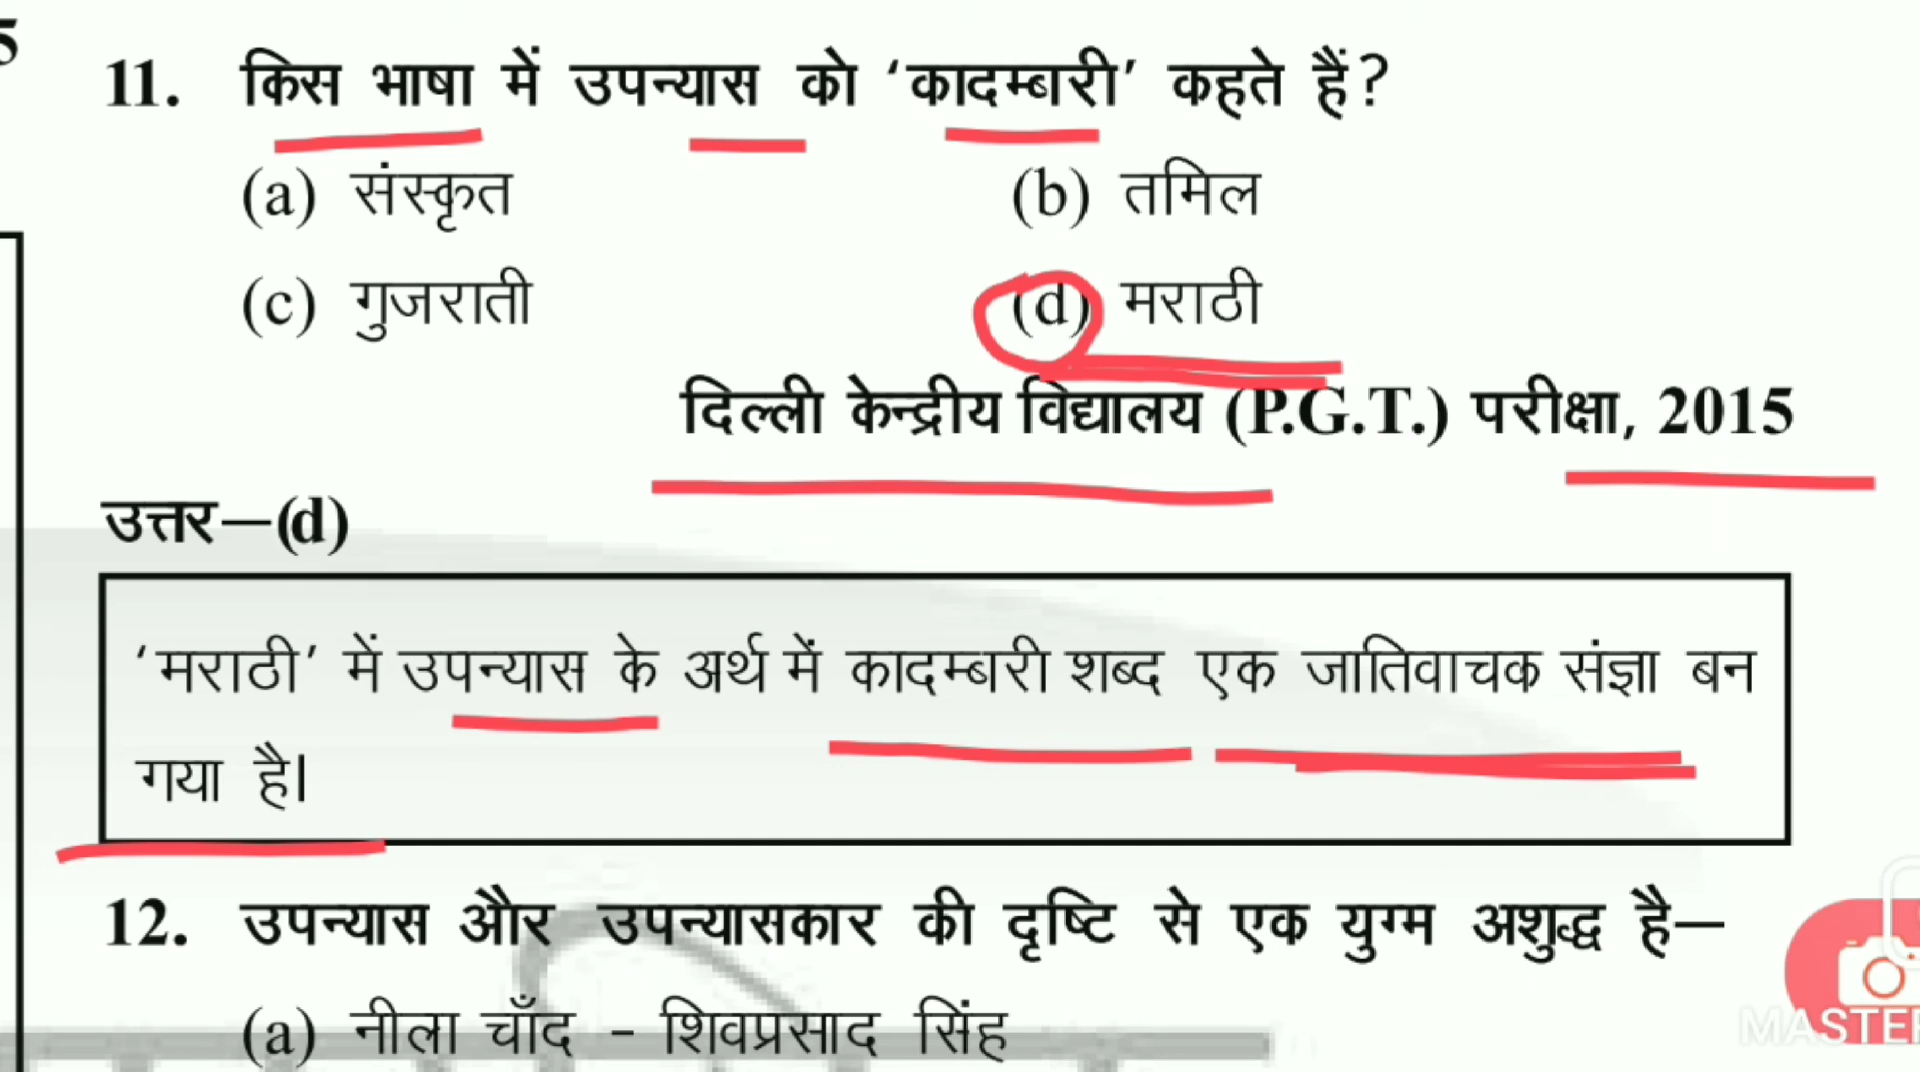 5
11. किस भाषा में उपन्यास को ‘कादम्बरी’ कहते हैं?
(a) संस्कृत (b) तमिल
(c) गुजराती (d) मराठी
दिल्ली केन्द्रीय विद्यालय (P.G.T.) परीक्षा, 2015
उत्तर—(d)
‘मराठी’ में उपन्यास के अर्थ में कादम्बरी शब्द एक जातिवाचक संज्ञा बन
गया है।
12. उपन्यास और उपन्यासकार की दृष्टि से एक युग्म अशुद्ध है—
(a) नीला चाँद - शिवप्रसाद सिंह